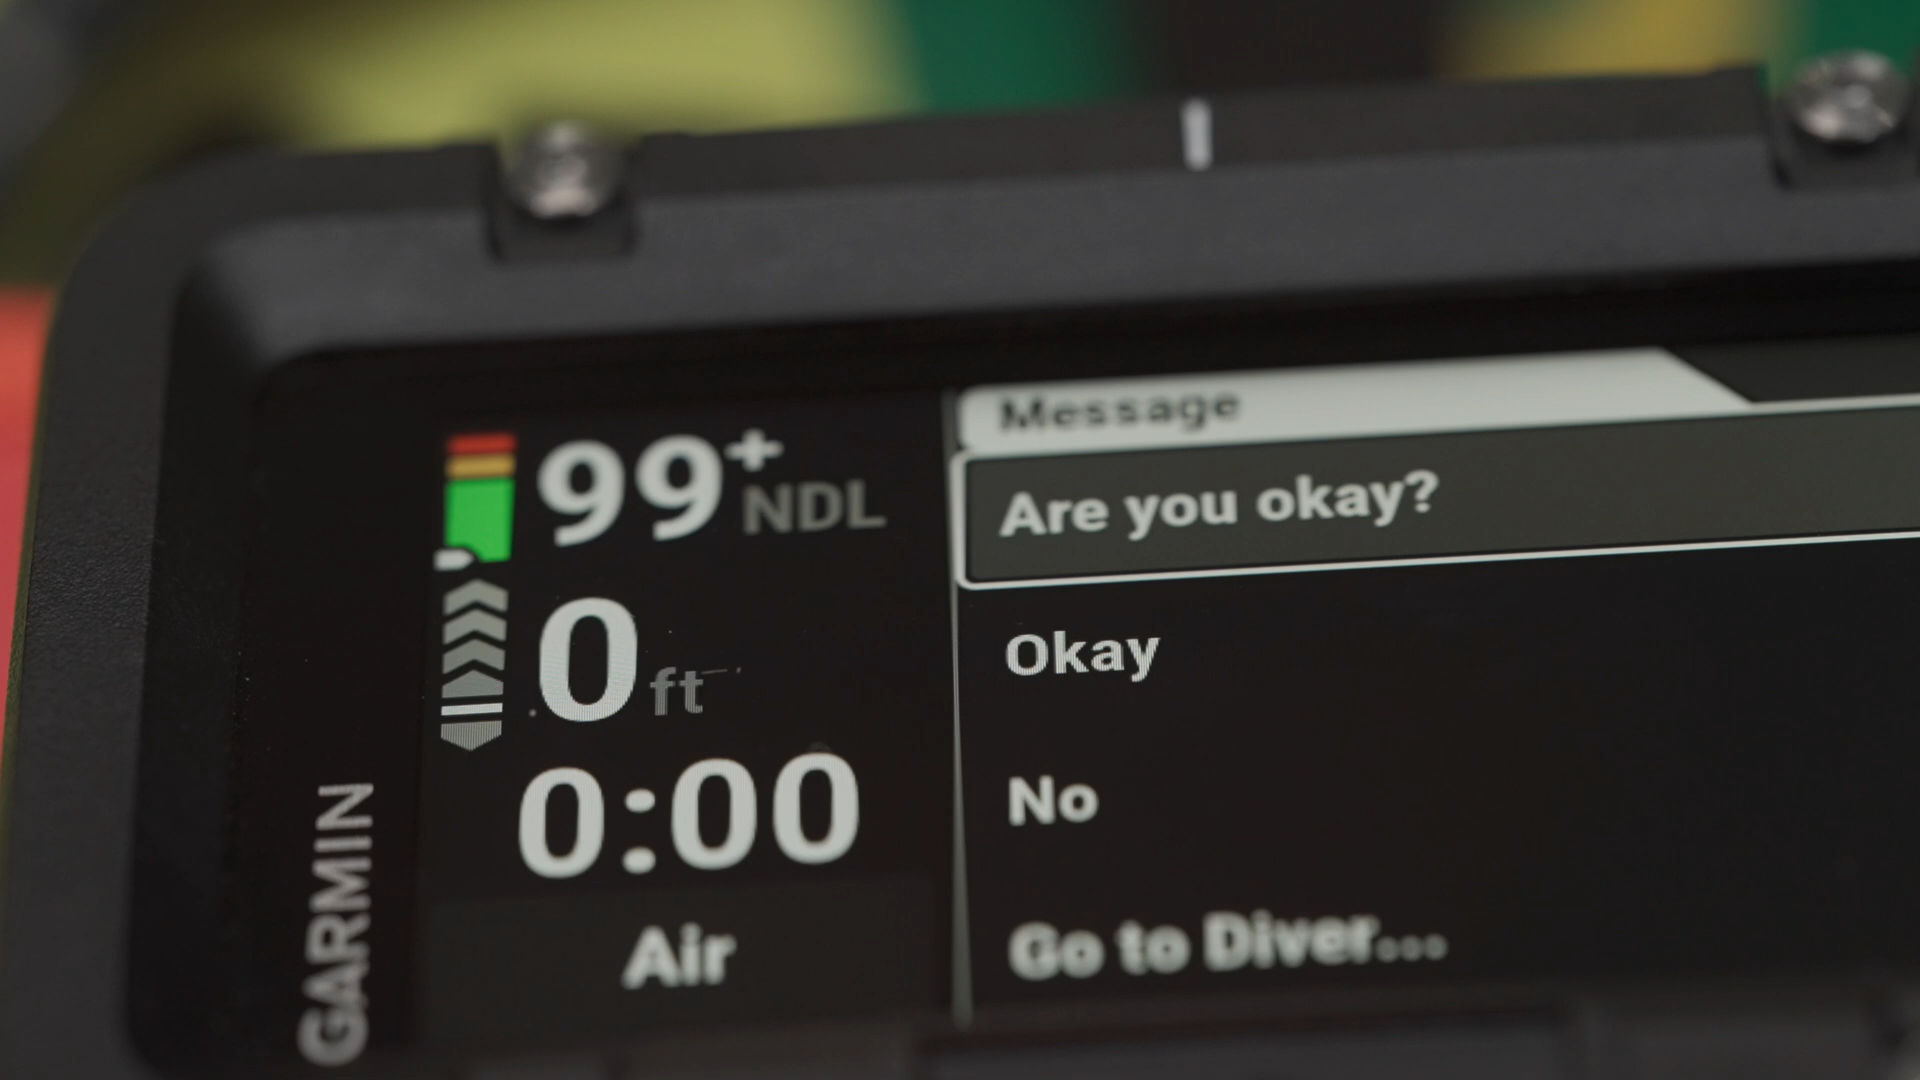 GARMIN
99+ NDL
0 ft
0:00
Air
Message
Are you okay?
Okay
No
Go to Diver...